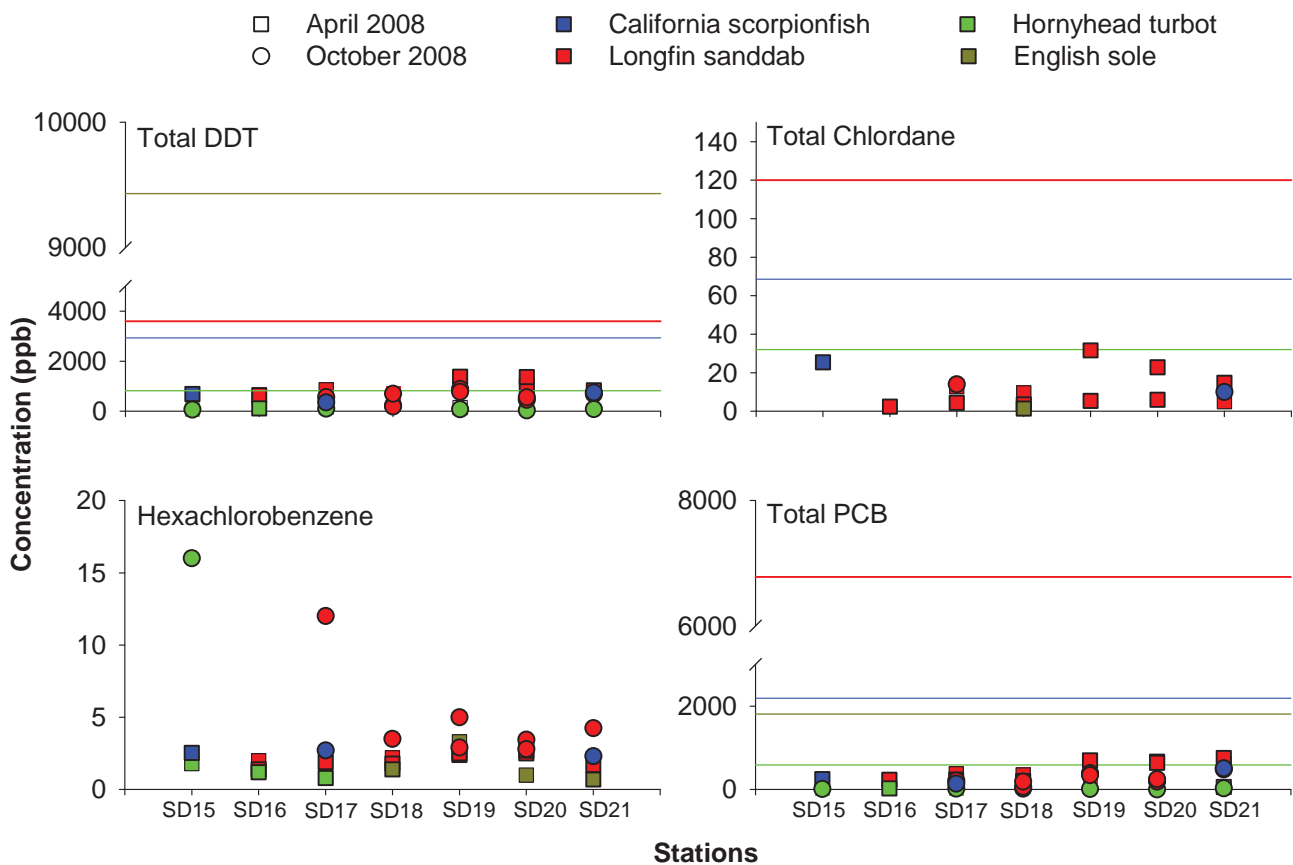 April 2008
California scorpionfish
Hornyhead turbot
October 2008
Longfin sanddab
English sole
Concentration (ppb)
Total DDT
10000
9000
4000
2000
0
Total Chlordane
140
120
100
80
60
40
20
0
Hexachlorobenzene
20
15
10
5
0
SD15 SD16 SD17 SD18 SD19 SD20 SD21
Total PCB
8000
6000
2000
0
SD15 SD16 SD17 SD18 SD19 SD20 SD21
Stations